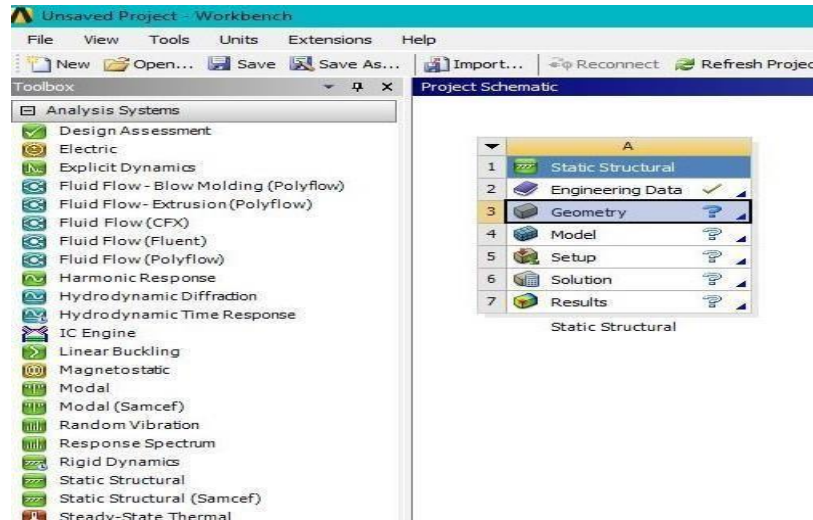 Unsaved Project - Workbench
File View Tools Units Extensions Help
New Open... Save Save As... Import... Reconnect Refresh Projec
Toolbox
Project Schematic
Analysis Systems
Design Assessment
Electric
Explicit Dynamics
Fluid Flow - Blow Molding (Polyflow)
Fluid Flow - Extrusion (Polyflow)
Fluid Flow (CFX)
Fluid Flow (Fluent)
Fluid Flow (Polyflow)
Harmonic Response
Hydrodynamic Diffraction
Hydrodynamic Time Response
IC Engine
Linear Buckling
Magnetostatic
Modal
Modal (Samcef)
Random Vibration
Response Spectrum
Rigid Dynamics
Static Structural
Static Structural (Samcef)
Steady-State Thermal
A
1 Static Structural
2 Engineering Data
3 Geometry ?
4 Model ?
5 Setup ?
6 Solution ?
7 Results ?
Static Structural